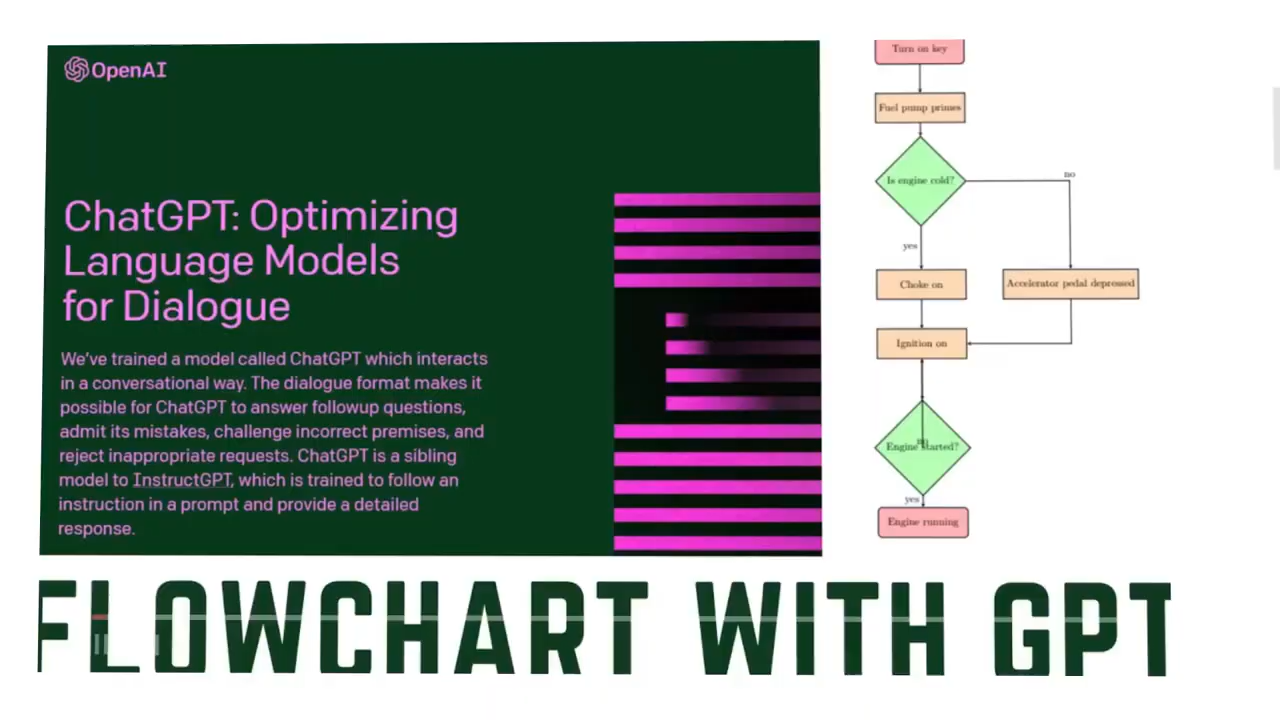 OpenAI
ChatGPT: Optimizing
Language Models
for Dialogue
We've trained a model called ChatGPT which interacts
in a conversational way. The dialogue format makes it
possible for ChatGPT to answer followup questions,
admit its mistakes, challenge incorrect premises, and
reject inappropriate requests. ChatGPT is a sibling
model to InstructGPT, which is trained to follow an
instruction in a prompt and provide a detailed
response.
Turn on key
Fuel pump primes
Is engine cold?
no
yes
Choke on
Accelerator pedal depressed
Ignition on
no
Engine started?
yes
Engine running
FLOWCHART WITH GPT